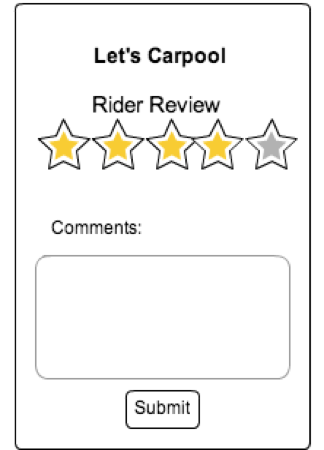 Let's Carpool
Rider Review
Comments:
Submit